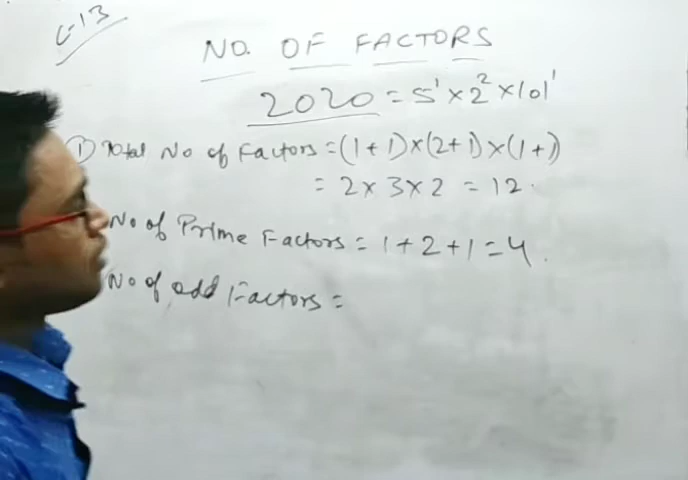 L-13
NO. OF FACTORS
2020 = 5¹ × 2² × 101¹
① Total No of Factors = (1+1)×(2+1)×(1+1)
= 2 × 3 × 2 = 12.
No of Prime Factors = 1 + 2 + 1 = 4.
No of odd Factors =